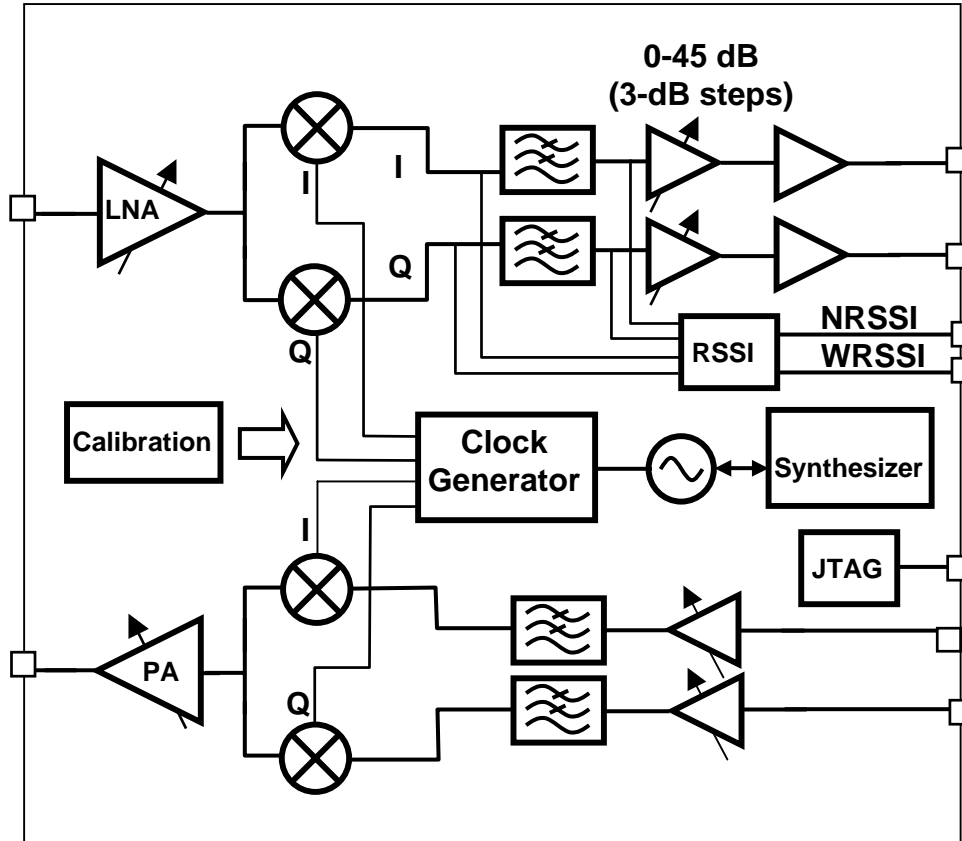 0-45 dB
(3-dB steps)
LNA
I
I
Q
Q
NRSSI
RSSI
WRSSI
Calibration
Clock
Generator
Synthesizer
I
JTAG
PA
Q